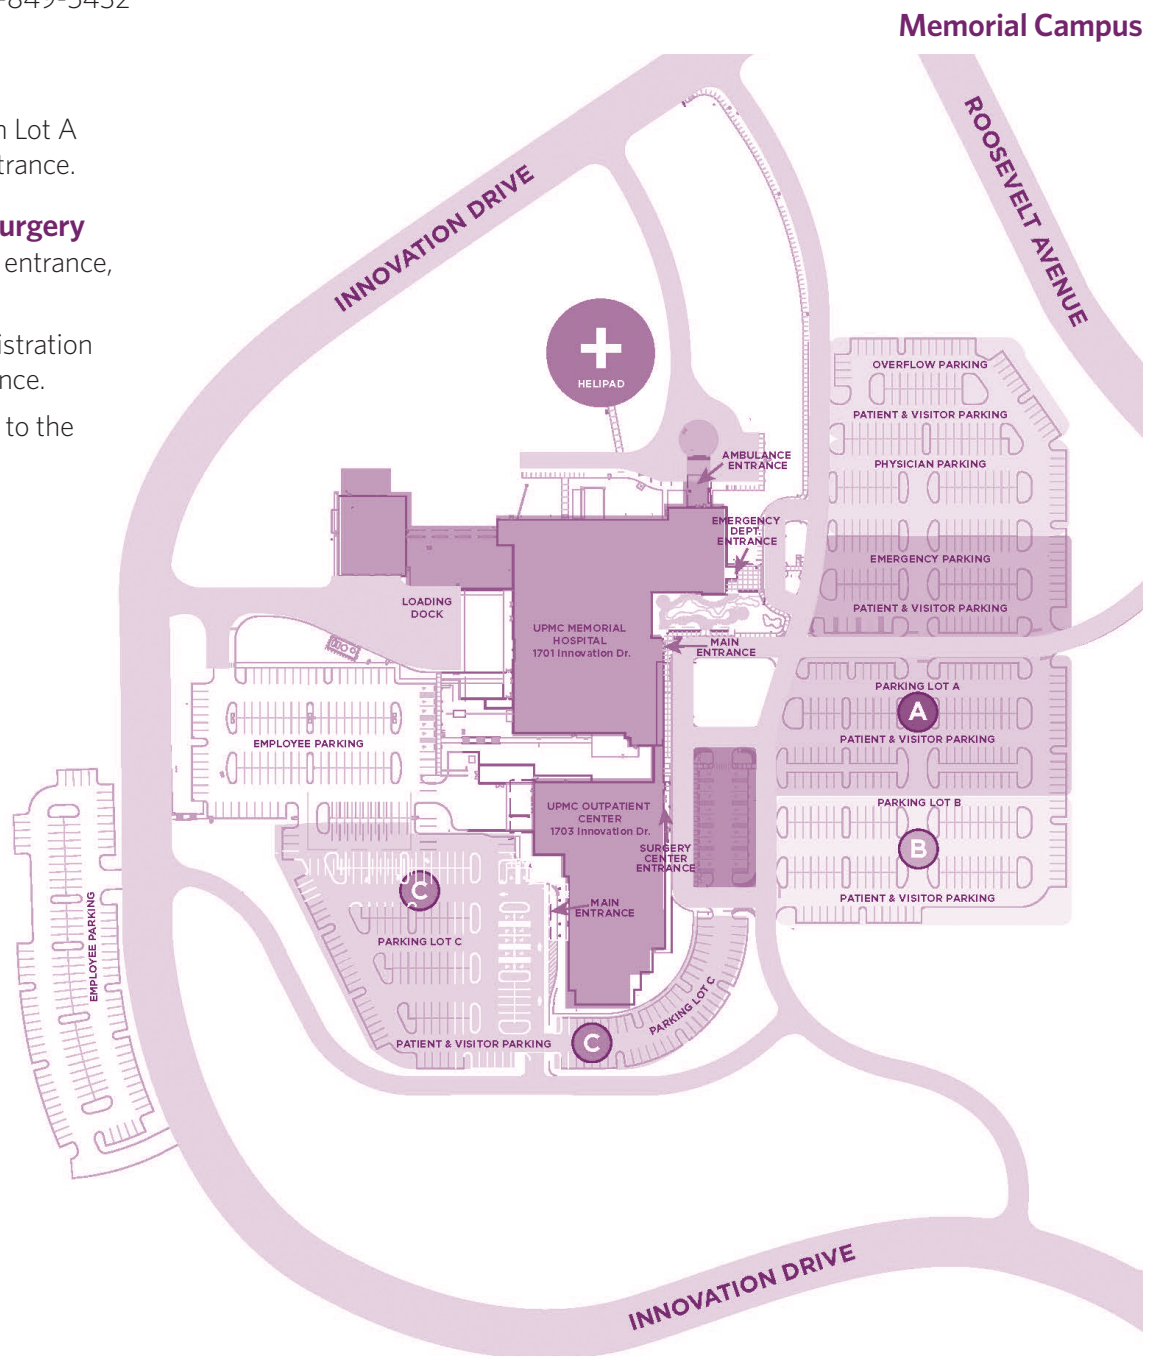 -849-5432
Memorial Campus
Lot A
trance.
urgery
entrance,
istration
nce.
to the
INNOVATION DRIVE
ROOSEVELT AVENUE
HELIPAD
OVERFLOW PARKING
PATIENT & VISITOR PARKING
PHYSICIAN PARKING
AMBULANCE
ENTRANCE
EMERGENCY
DEPT.
ENTRANCE
EMERGENCY PARKING
PATIENT & VISITOR PARKING
LOADING
DOCK
UPMC MEMORIAL
HOSPITAL
1701 Innovation Dr.
MAIN
ENTRANCE
PARKING LOT A
A
PATIENT & VISITOR PARKING
EMPLOYEE PARKING
UPMC OUTPATIENT
CENTER
1703 Innovation Dr.
SURGERY
CENTER
ENTRANCE
PARKING LOT B
B
PATIENT & VISITOR PARKING
EMPLOYEE PARKING
C
MAIN
ENTRANCE
PARKING LOT C
PATIENT & VISITOR PARKING
C
PARKING LOT C
INNOVATION DRIVE